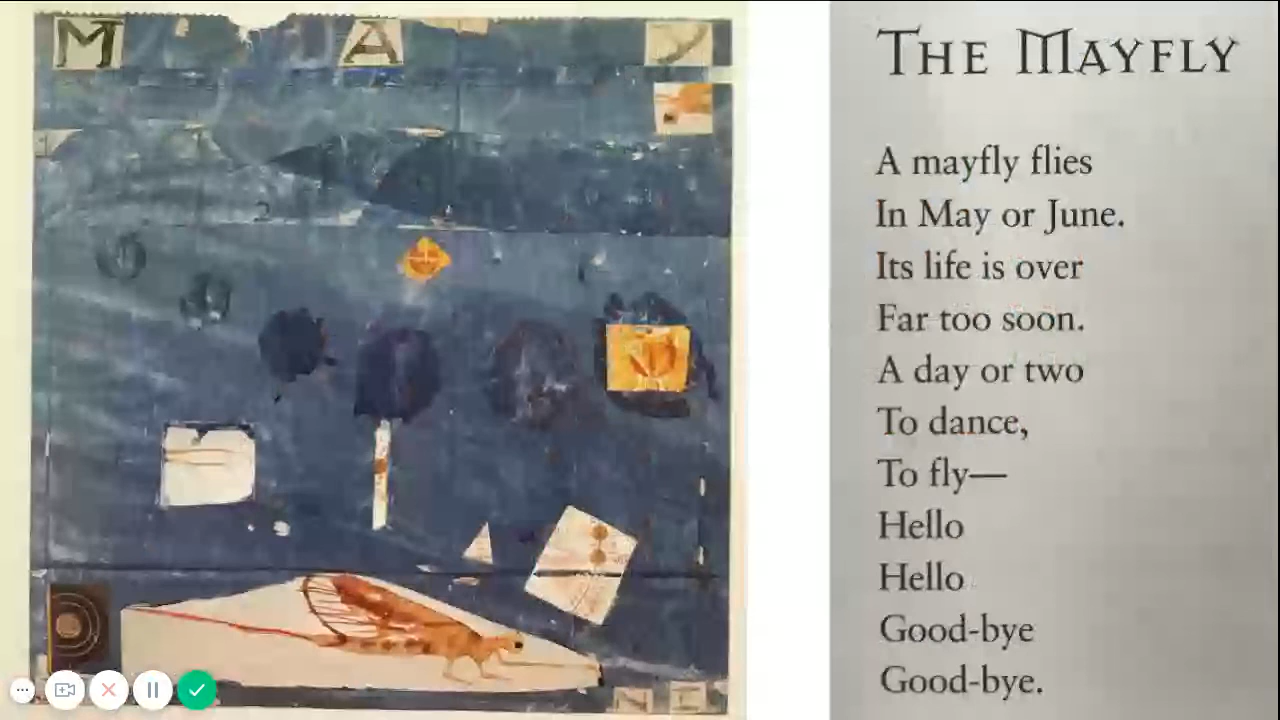 M A Y
2
THE MAYFLY
A mayfly flies
In May or June.
Its life is over
Far too soon.
A day or two
To dance,
To fly—
Hello
Hello
Good-bye
Good-bye.